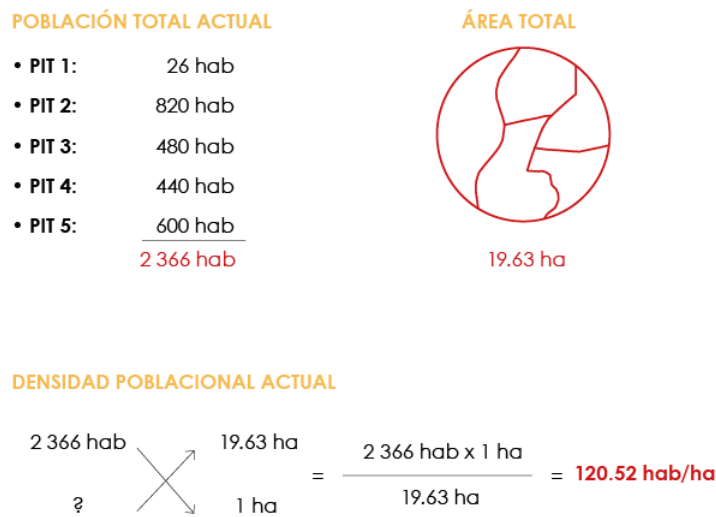 POBLACIÓN TOTAL ACTUAL
• PIT 1: 26 hab
• PIT 2: 820 hab
• PIT 3: 480 hab
• PIT 4: 440 hab
• PIT 5: 600 hab
2 366 hab
ÁREA TOTAL
19.63 ha
DENSIDAD POBLACIONAL ACTUAL
2 366 hab 19.63 ha
? 1 ha
= 2 366 hab x 1 ha
19.63 ha
= 120.52 hab/ha